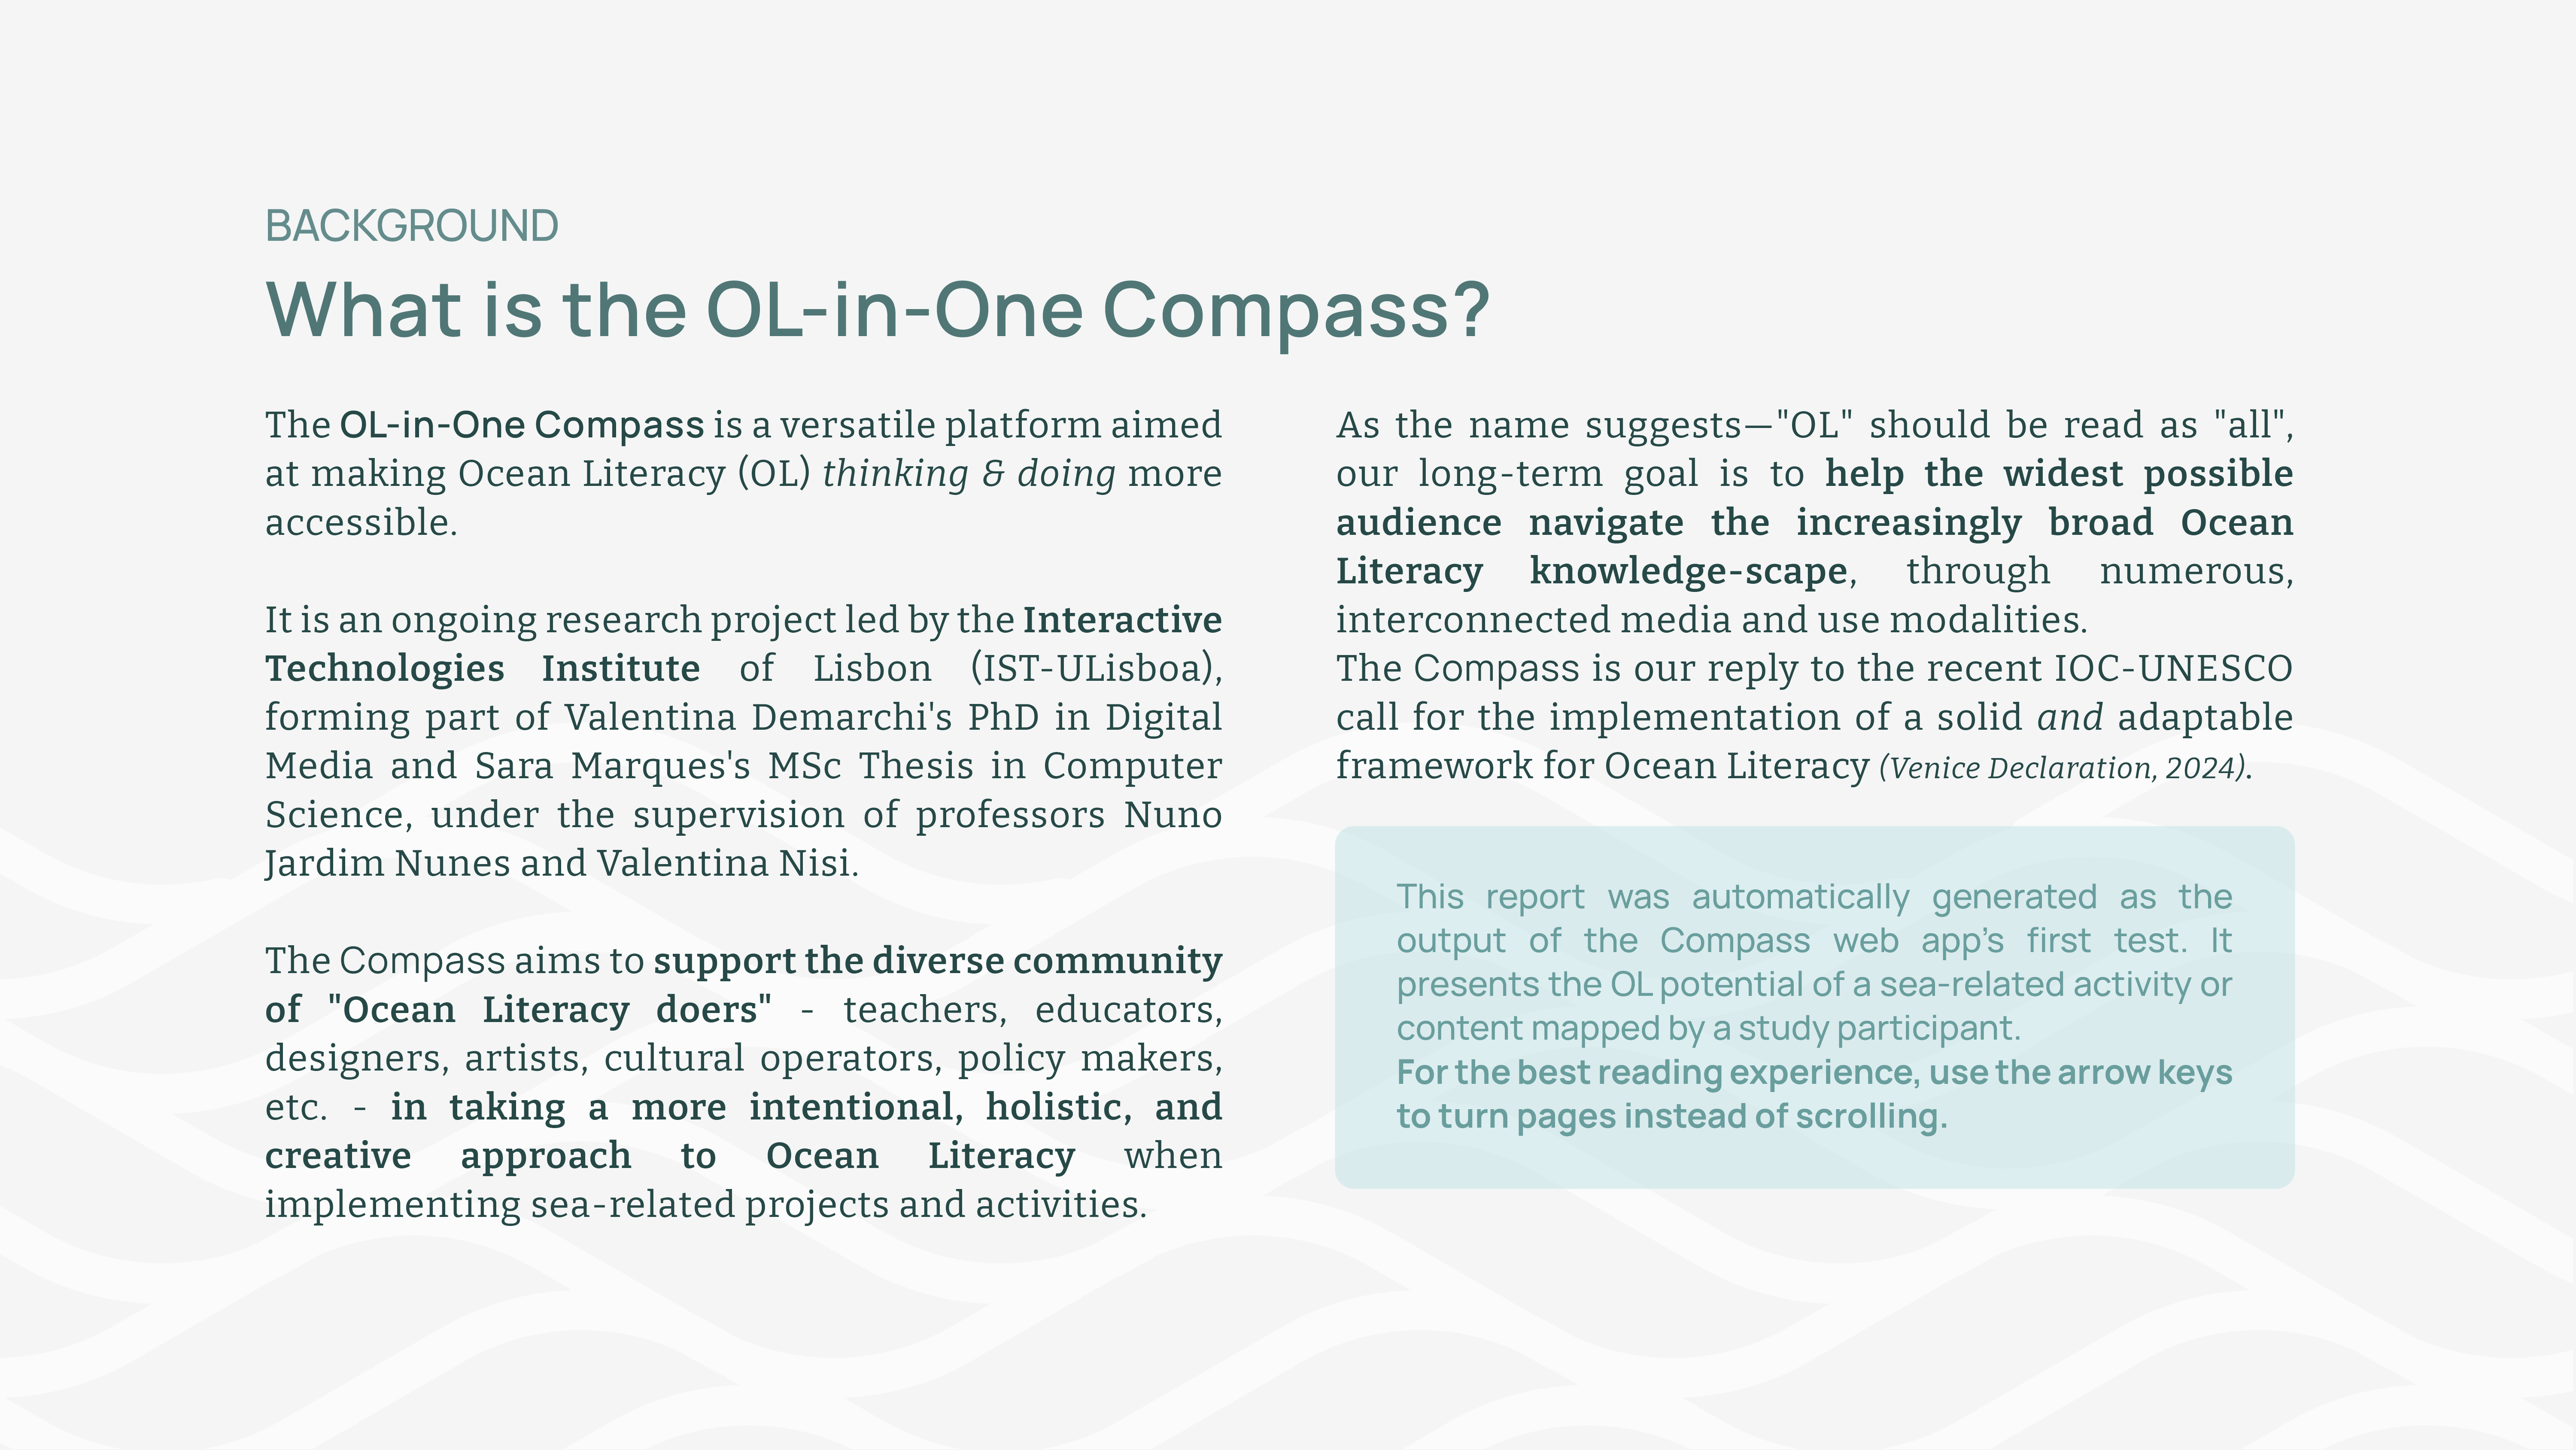 BACKGROUND
What is the OL-in-One Compass?
The OL-in-One Compass is a versatile platform aimed
at making Ocean Literacy (OL) thinking & doing more
accessible.
It is an ongoing research project led by the Interactive
Technologies Institute of Lisbon (IST-ULisboa),
forming part of Valentina Demarchi's PhD in Digital
Media and Sara Marques's MSc Thesis in Computer
Science, under the supervision of professors Nuno
Jardim Nunes and Valentina Nisi.
The Compass aims to support the diverse community
of "Ocean Literacy doers" - teachers, educators,
designers, artists, cultural operators, policy makers,
etc. - in taking a more intentional, holistic, and
creative approach to Ocean Literacy when
implementing sea-related projects and activities.
As the name suggests—"OL" should be read as "all",
our long-term goal is to help the widest possible
audience navigate the increasingly broad Ocean
Literacy knowledge-scape, through numerous,
interconnected media and use modalities.
The Compass is our reply to the recent IOC-UNESCO
call for the implementation of a solid and adaptable
framework for Ocean Literacy (Venice Declaration, 2024).
This report was automatically generated as the
output of the Compass web app’s first test. It
presents the OL potential of a sea-related activity or
content mapped by a study participant.
For the best reading experience, use the arrow keys
to turn pages instead of scrolling.